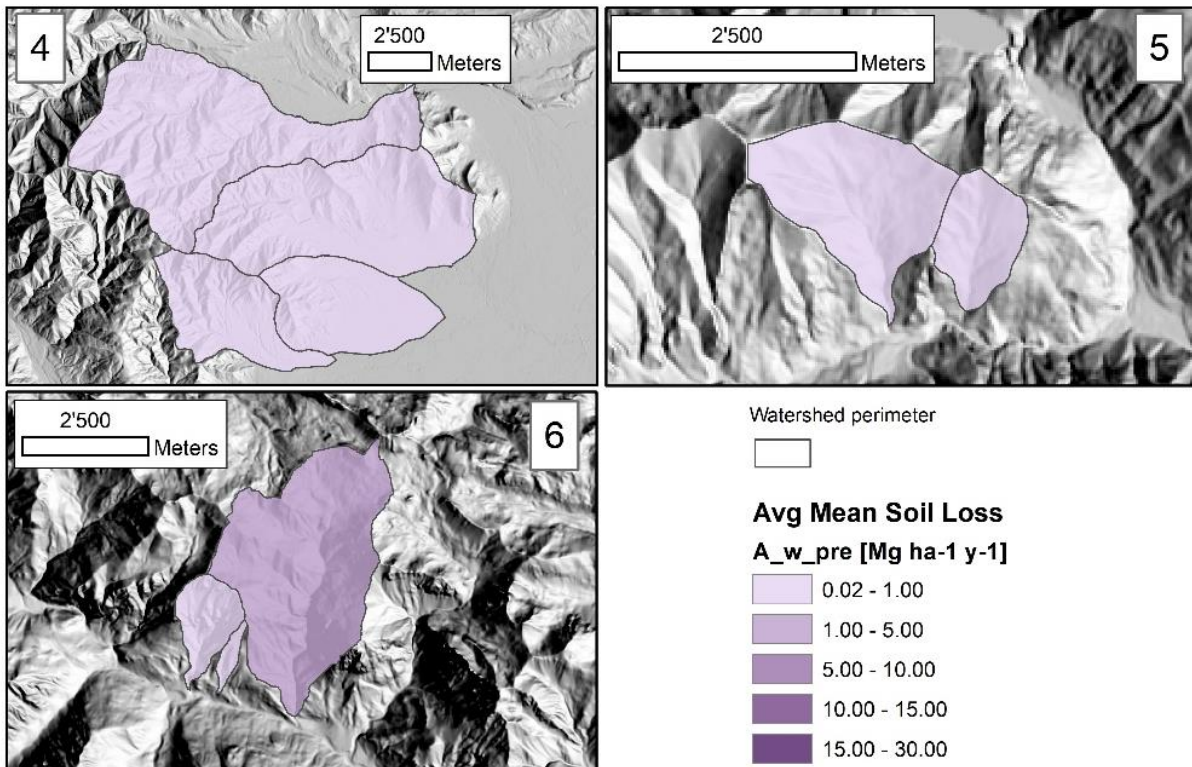 4
2'500
Meters
2'500
Meters
5
2'500
Meters
6
Watershed perimeter
Avg Mean Soil Loss
A_w_pre [Mg ha-1 y-1]
0.02 - 1.00
1.00 - 5.00
5.00 - 10.00
10.00 - 15.00
15.00 - 30.00